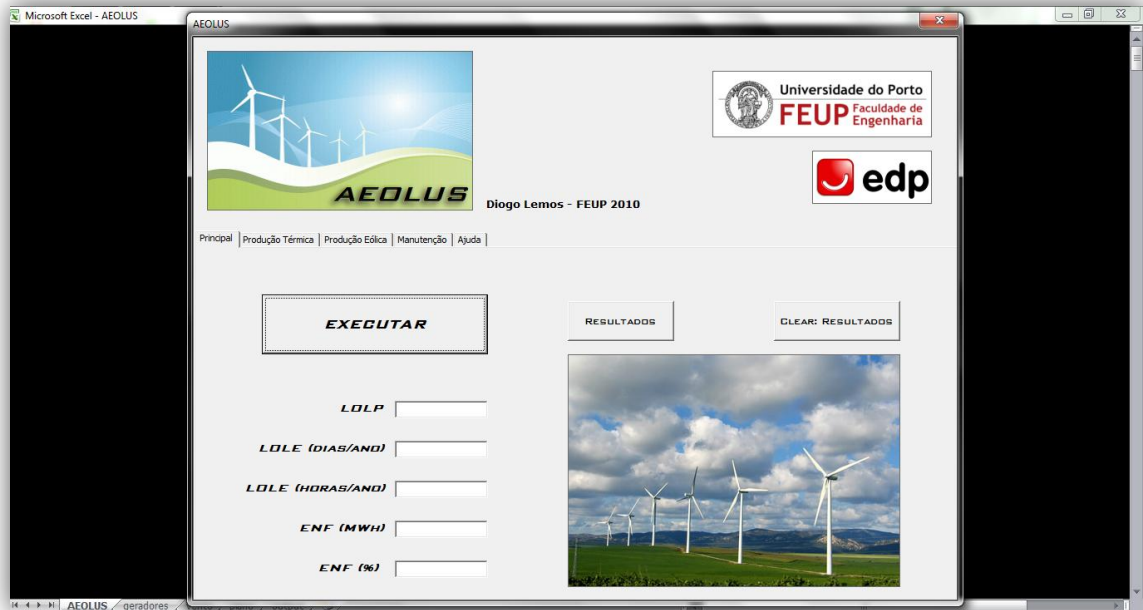 Microsoft Excel - AEOLUS
AEOLUS
AEOLUS
Diogo Lemos - FEUP 2010
Universidade do Porto
FEUP Faculdade de Engenharia
edp
Principal Produção Térmica Produção Eólica Manutenção Ajuda
EXECUTAR
RESULTADOS
CLEAR: RESULTADOS
LOLP
LOLE (DIAS/ANO)
LOLE (HORAS/ANO)
ENF (MWH)
ENF (%)
AEOLUS geradores